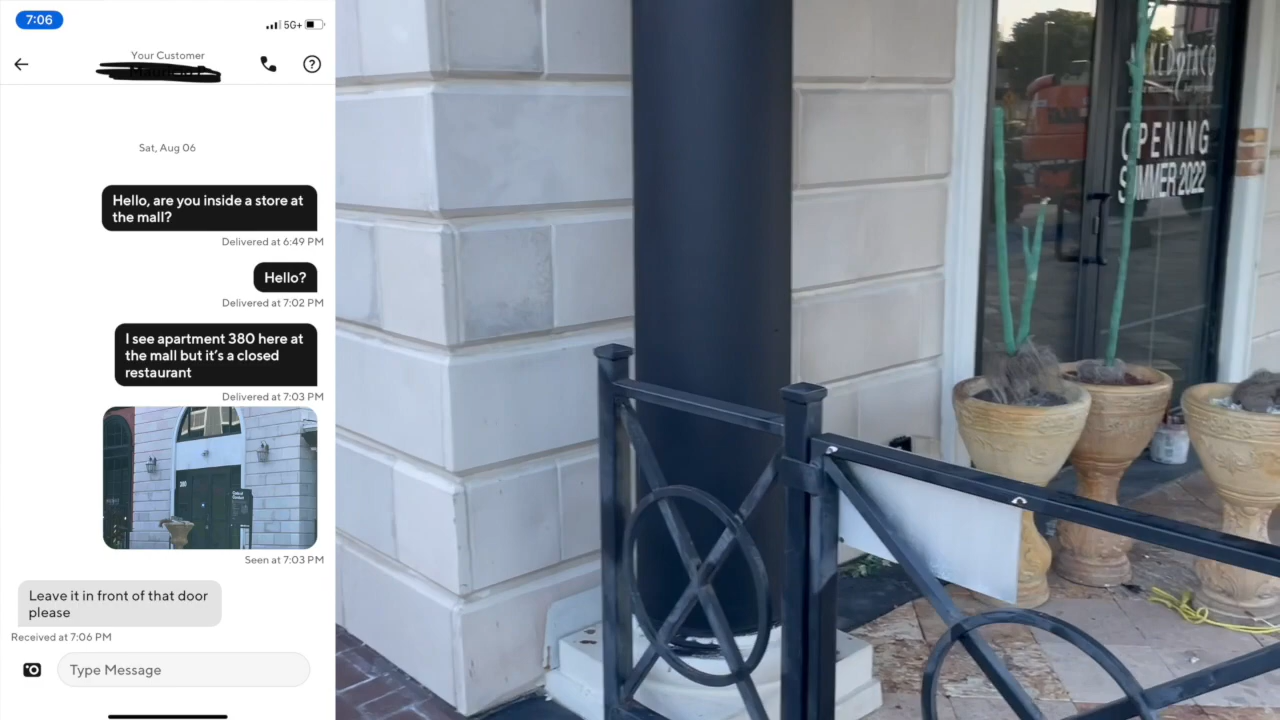 7:06
5G+
Your Customer
Sat, Aug 06
Hello, are you inside a store at
the mall?
Delivered at 6:49 PM
Hello?
Delivered at 7:02 PM
I see apartment 380 here at
the mall but it's a closed
restaurant
Delivered at 7:03 PM
Seen at 7:03 PM
Leave it in front of that door
please
Received at 7:06 PM
Type Message
TACO
OPENING
SUMMER 2022